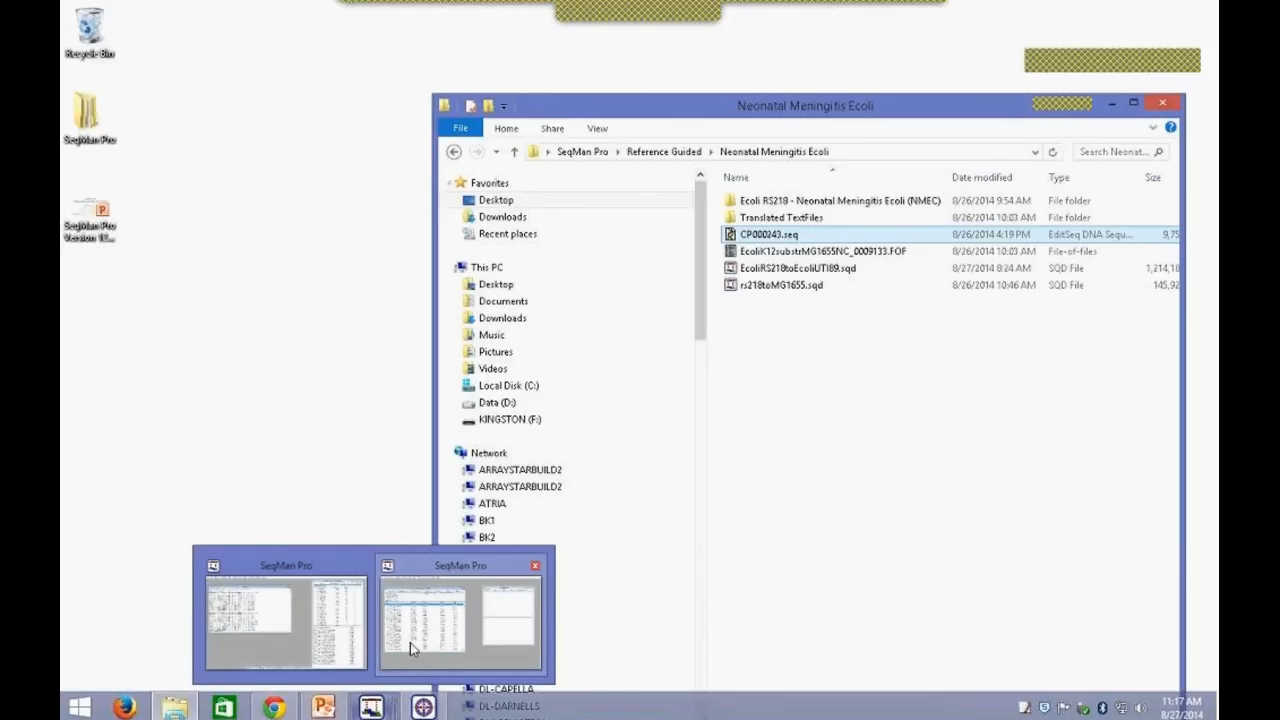 Recycle Bin
SeqMan Pro
SeqMan Pro
Version 12...
Neonatal Meningitis Ecoli
File Home Share View
SeqMan Pro Reference Guided Neonatal Meningitis Ecoli
Search Neonat...
Name Date modified Type Size
Favorites
Desktop
Downloads
Recent places
This PC
Desktop
Documents
Downloads
Music
Pictures
Videos
Local Disk (C:)
Data (D:)
KINGSTON (F:)
Network
ARRAYSTARBUILD2
ARRAYSTARBUILD2
ATRIA
BK1
BK2
DL-CAPELLA
DL-DARNELLS
Ecoli RS218 - Neonatal Meningitis Ecoli (NMEC) 8/26/2014 9:54 AM File folder
Translated TextFiles 8/26/2014 10:03 AM File folder
CP000243.seq 8/26/2014 4:19 PM EditSeq DNA Sequ... 9,75
EcoliK12substrMG1655NC_0009133.FOF 8/26/2014 10:03 AM File-of-files
EcoliRS218toEcoliUTI89.sqd 8/27/2014 8:24 AM SQD File 1,214,18
rs218toMG1655.sqd 8/26/2014 10:46 AM SQD File 145,92
SeqMan Pro SeqMan Pro
11:17 AM
8/27/2014